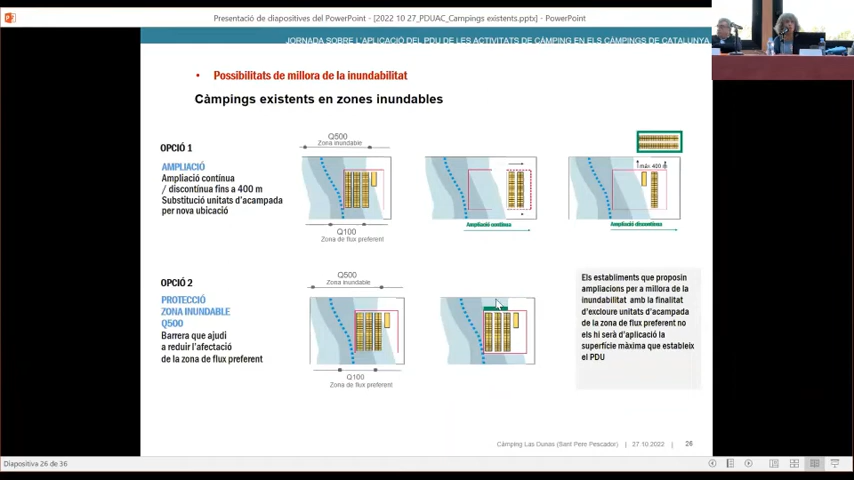 Presentació de diapositives del PowerPoint - [2022 10 27_PDUAC_Campings existents.pptx] - PowerPoint
JORNADA SOBRE L'APLICACIÓ DEL PDU DE LES ACTIVITATS DE CÀMPING EN ELS CÀMPINGS DE CATALUNYA
• Possibilitats de millora de la inundabilitat
Càmpings existents en zones inundables
OPCIÓ 1
AMPLIACIÓ
Ampliació contínua
/ discontínua fins a 400 m
Substitució unitats d'acampada
per nova ubicació
Q500
Zona inundable
Q100
Zona de flux preferent
Ampliació contínua
màx 400 m
Ampliació discontínua
OPCIÓ 2
PROTECCIÓ
ZONA INUNDABLE
Q500
Barrera que ajudi
a reduir l'afectació
de la zona de flux preferent
Q500
Zona inundable
Q100
Zona de flux preferent
Els establiments que proposin
ampliacions per a millora de la
inundabilitat amb la finalitat
d'excloure unitats d'acampada
de la zona de flux preferent no
els hi serà d'aplicació la
superfície màxima que estableix
el PDU
Càmping Las Dunas (Sant Pere Pescador) | 27 10.2022 | 26
Diapositiva 26 de 36